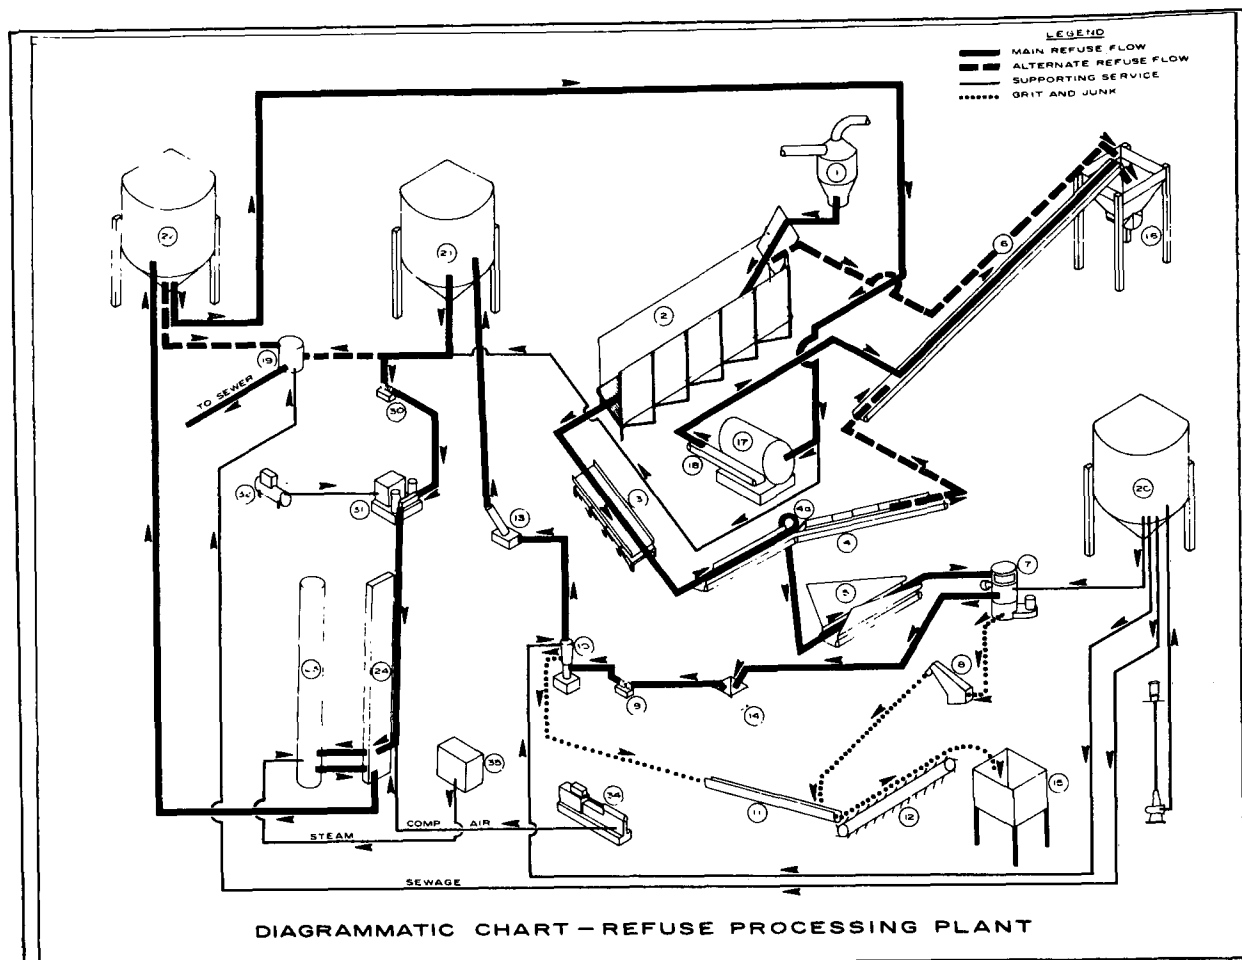 LEGEND
MAIN REFUSE FLOW
ALTERNATE REFUSE FLOW
SUPPORTING SERVICE
GRIT AND JUNK
1
21
6
16
2
19
TO SEWER
30
17
18
20
31
3
13
4a
4
5
7
10
8
24
9
14
35
34
15
11
12
COMP. AIR
STEAM
SEWAGE
DIAGRAMMATIC CHART – REFUSE PROCESSING PLANT